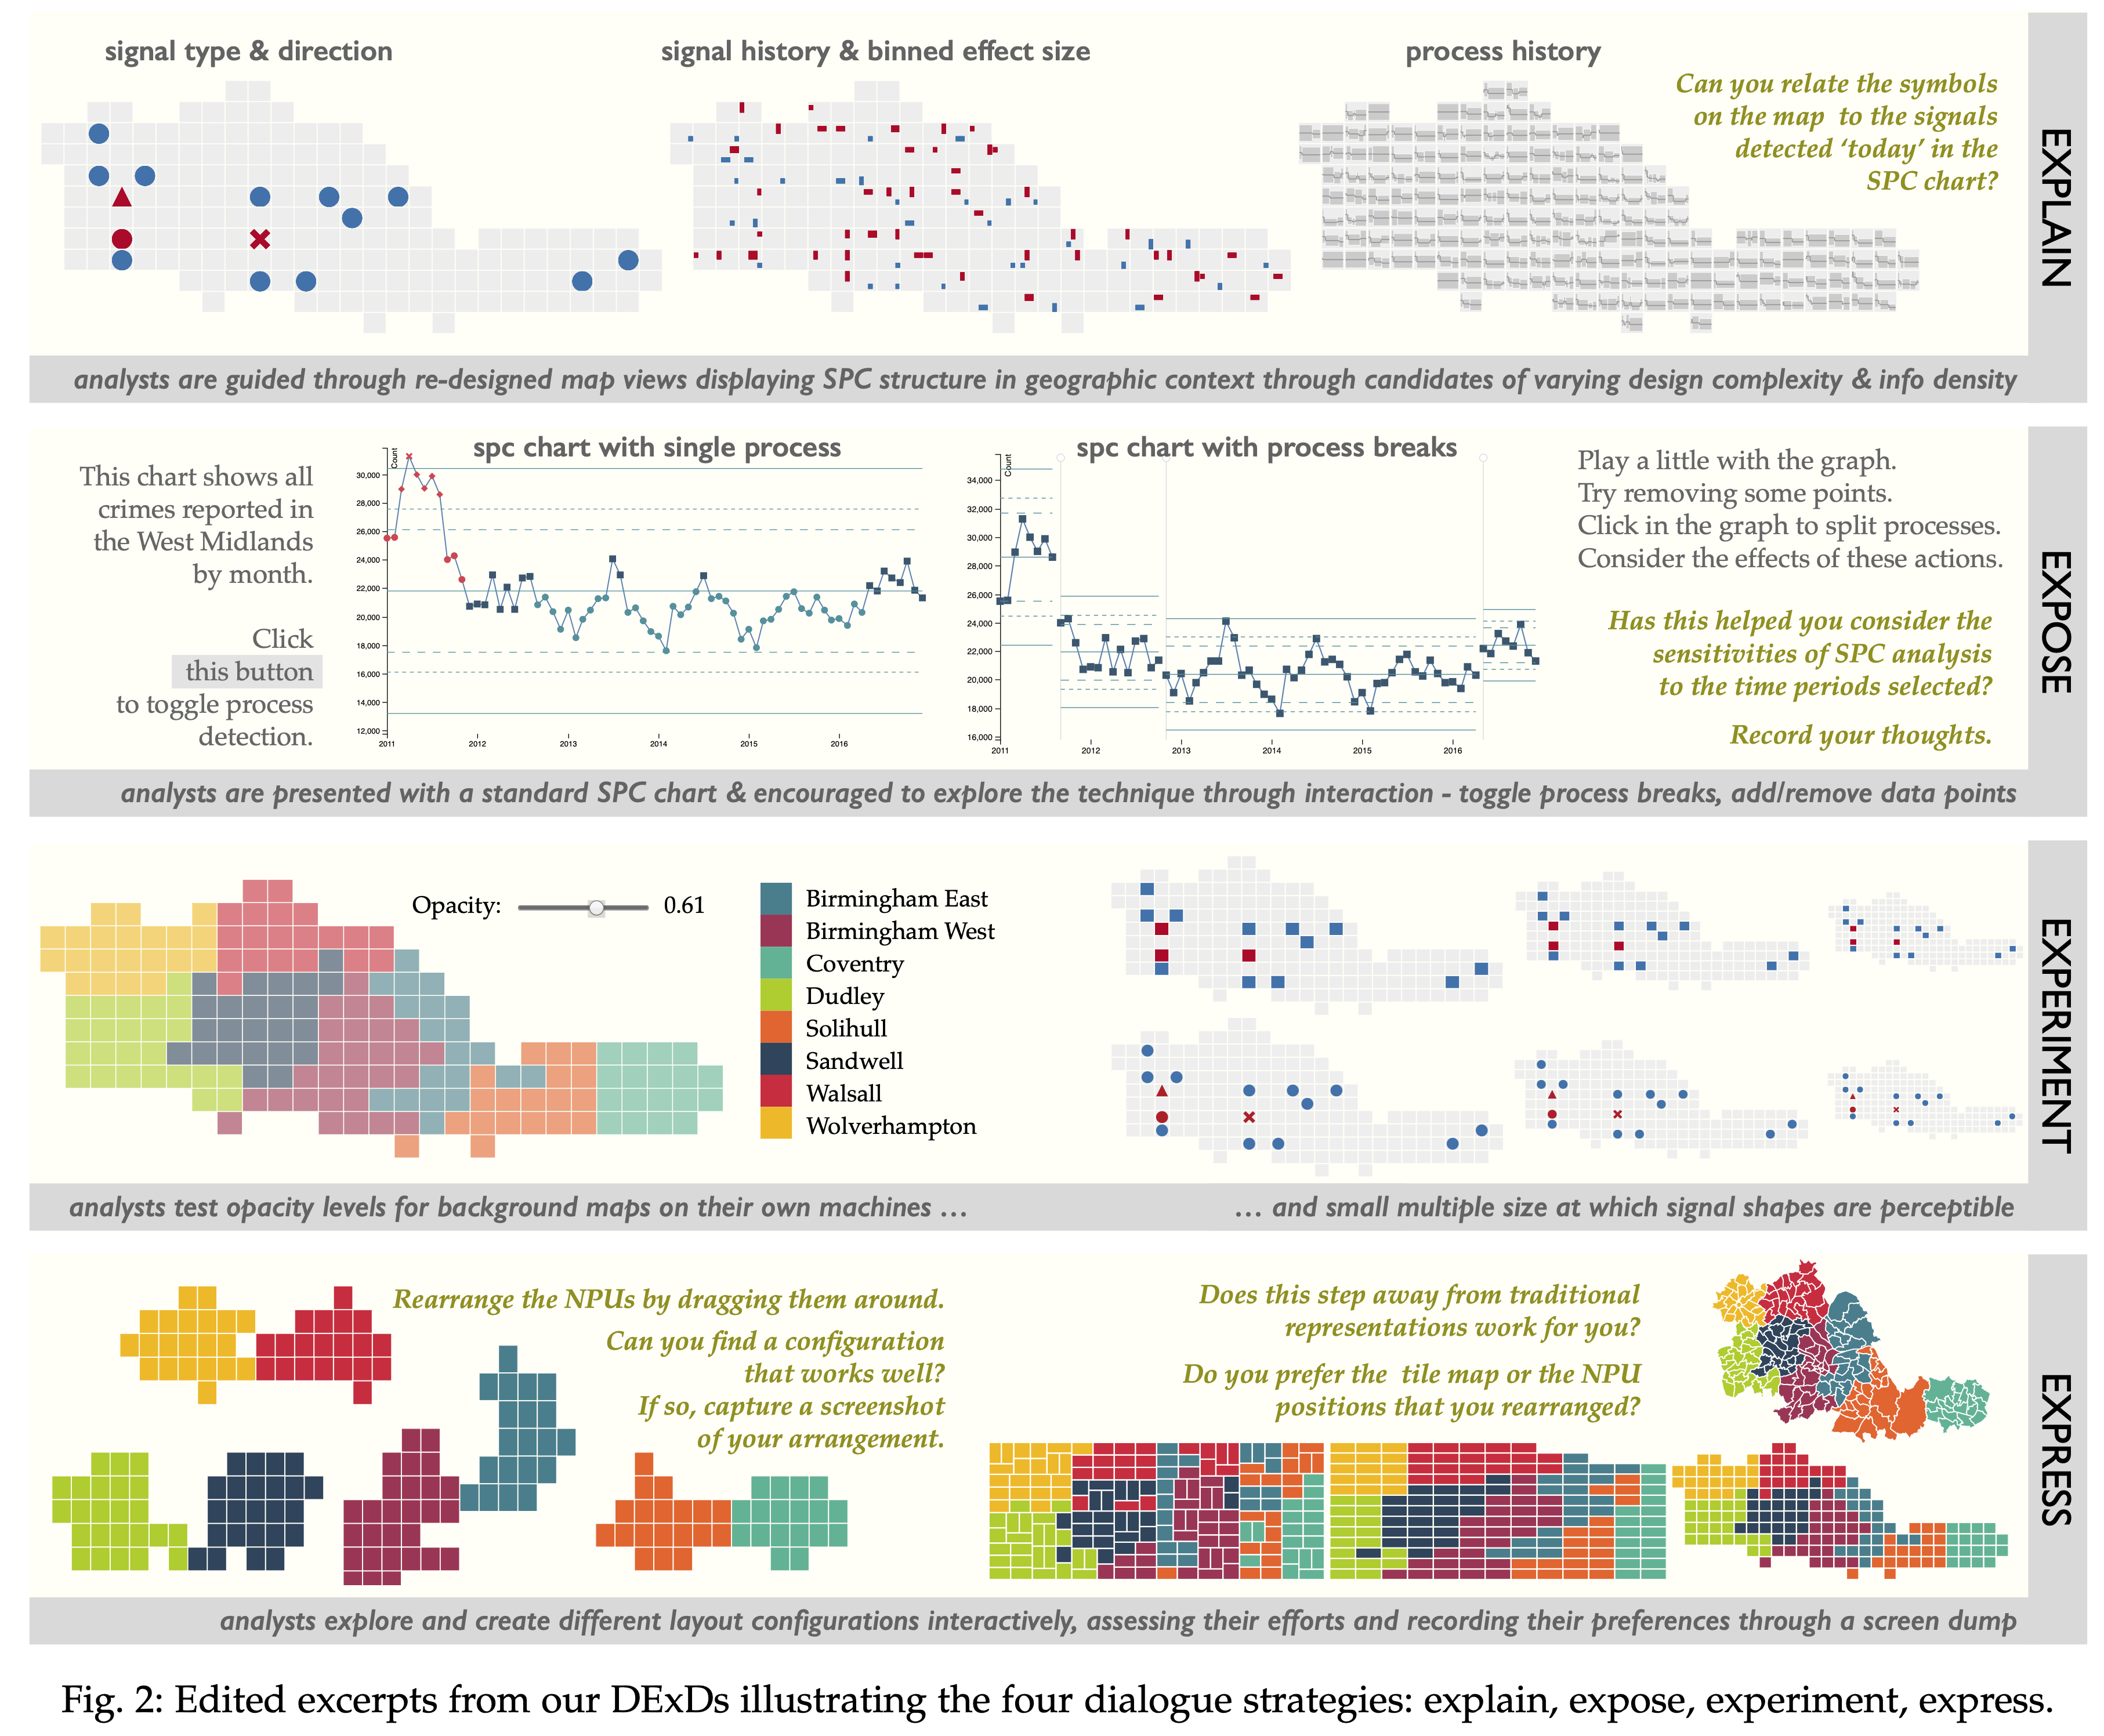 signal type & direction
signal history & binned effect size
process history
Can you relate the symbols
on the map to the signals
detected ‘today’ in the
SPC chart?
EXPLAIN
analysts are guided through re-designed map views displaying SPC structure in geographic context through candidates of varying design complexity & info density
This chart shows all
crimes reported in
the West Midlands
by month.
Click
this button
to toggle process
detection.
spc chart with single process
Count
30,000
28,000
26,000
24,000
22,000
20,000
18,000
16,000
14,000
12,000
2011
2012
2013
2014
2015
2016
spc chart with process breaks
Count
34,000
32,000
30,000
28,000
26,000
24,000
22,000
20,000
18,000
16,000
2011
2012
2013
2014
2015
2016
Play a little with the graph.
Try removing some points.
Click in the graph to split processes.
Consider the effects of these actions.
Has this helped you consider the
sensitivities of SPC analysis
to the time periods selected?
Record your thoughts.
EXPOSE
analysts are presented with a standard SPC chart & encouraged to explore the technique through interaction - toggle process breaks, add/remove data points
Opacity: 0.61
Birmingham East
Birmingham West
Coventry
Dudley
Solihull
Sandwell
Walsall
Wolverhampton
EXPERIMENT
analysts test opacity levels for background maps on their own machines …
… and small multiple size at which signal shapes are perceptible
Rearrange the NPUs by dragging them around.
Can you find a configuration
that works well?
If so, capture a screenshot
of your arrangement.
Does this step away from traditional
representations work for you?
Do you prefer the tile map or the NPU
positions that you rearranged?
EXPRESS
analysts explore and create different layout configurations interactively, assessing their efforts and recording their preferences through a screen dump
Fig. 2: Edited excerpts from our DExDs illustrating the four dialogue strategies: explain, expose, experiment, express.